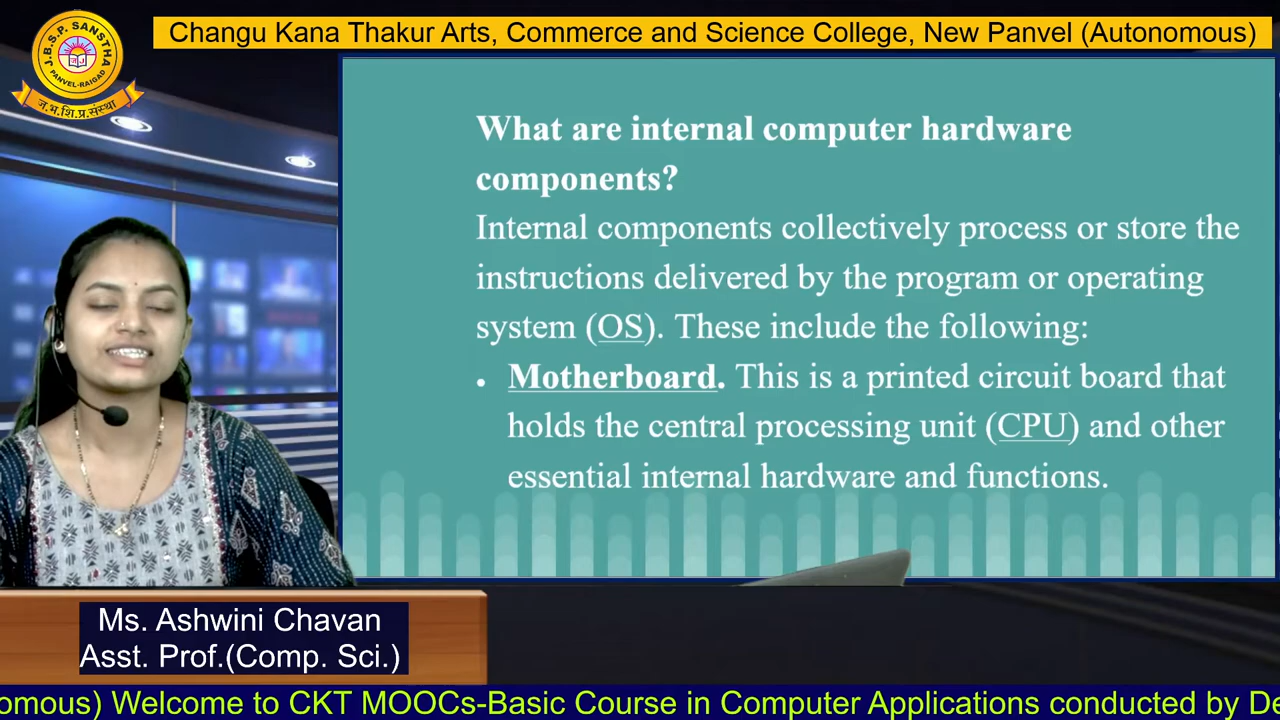 Changu Kana Thakur Arts, Commerce and Science College, New Panvel (Autonomous)
J.B.S.P. SANSTHA
PANVEL-RAIGAD
ज.भ.शि.प्र.संस्था
What are internal computer hardware
components?
Internal components collectively process or store the
instructions delivered by the program or operating
system (OS). These include the following:
• Motherboard. This is a printed circuit board that
holds the central processing unit (CPU) and other
essential internal hardware and functions.
Ms. Ashwini Chavan
Asst. Prof.(Comp. Sci.)
nomous) Welcome to CKT MOOCs-Basic Course in Computer Applications conducted by De